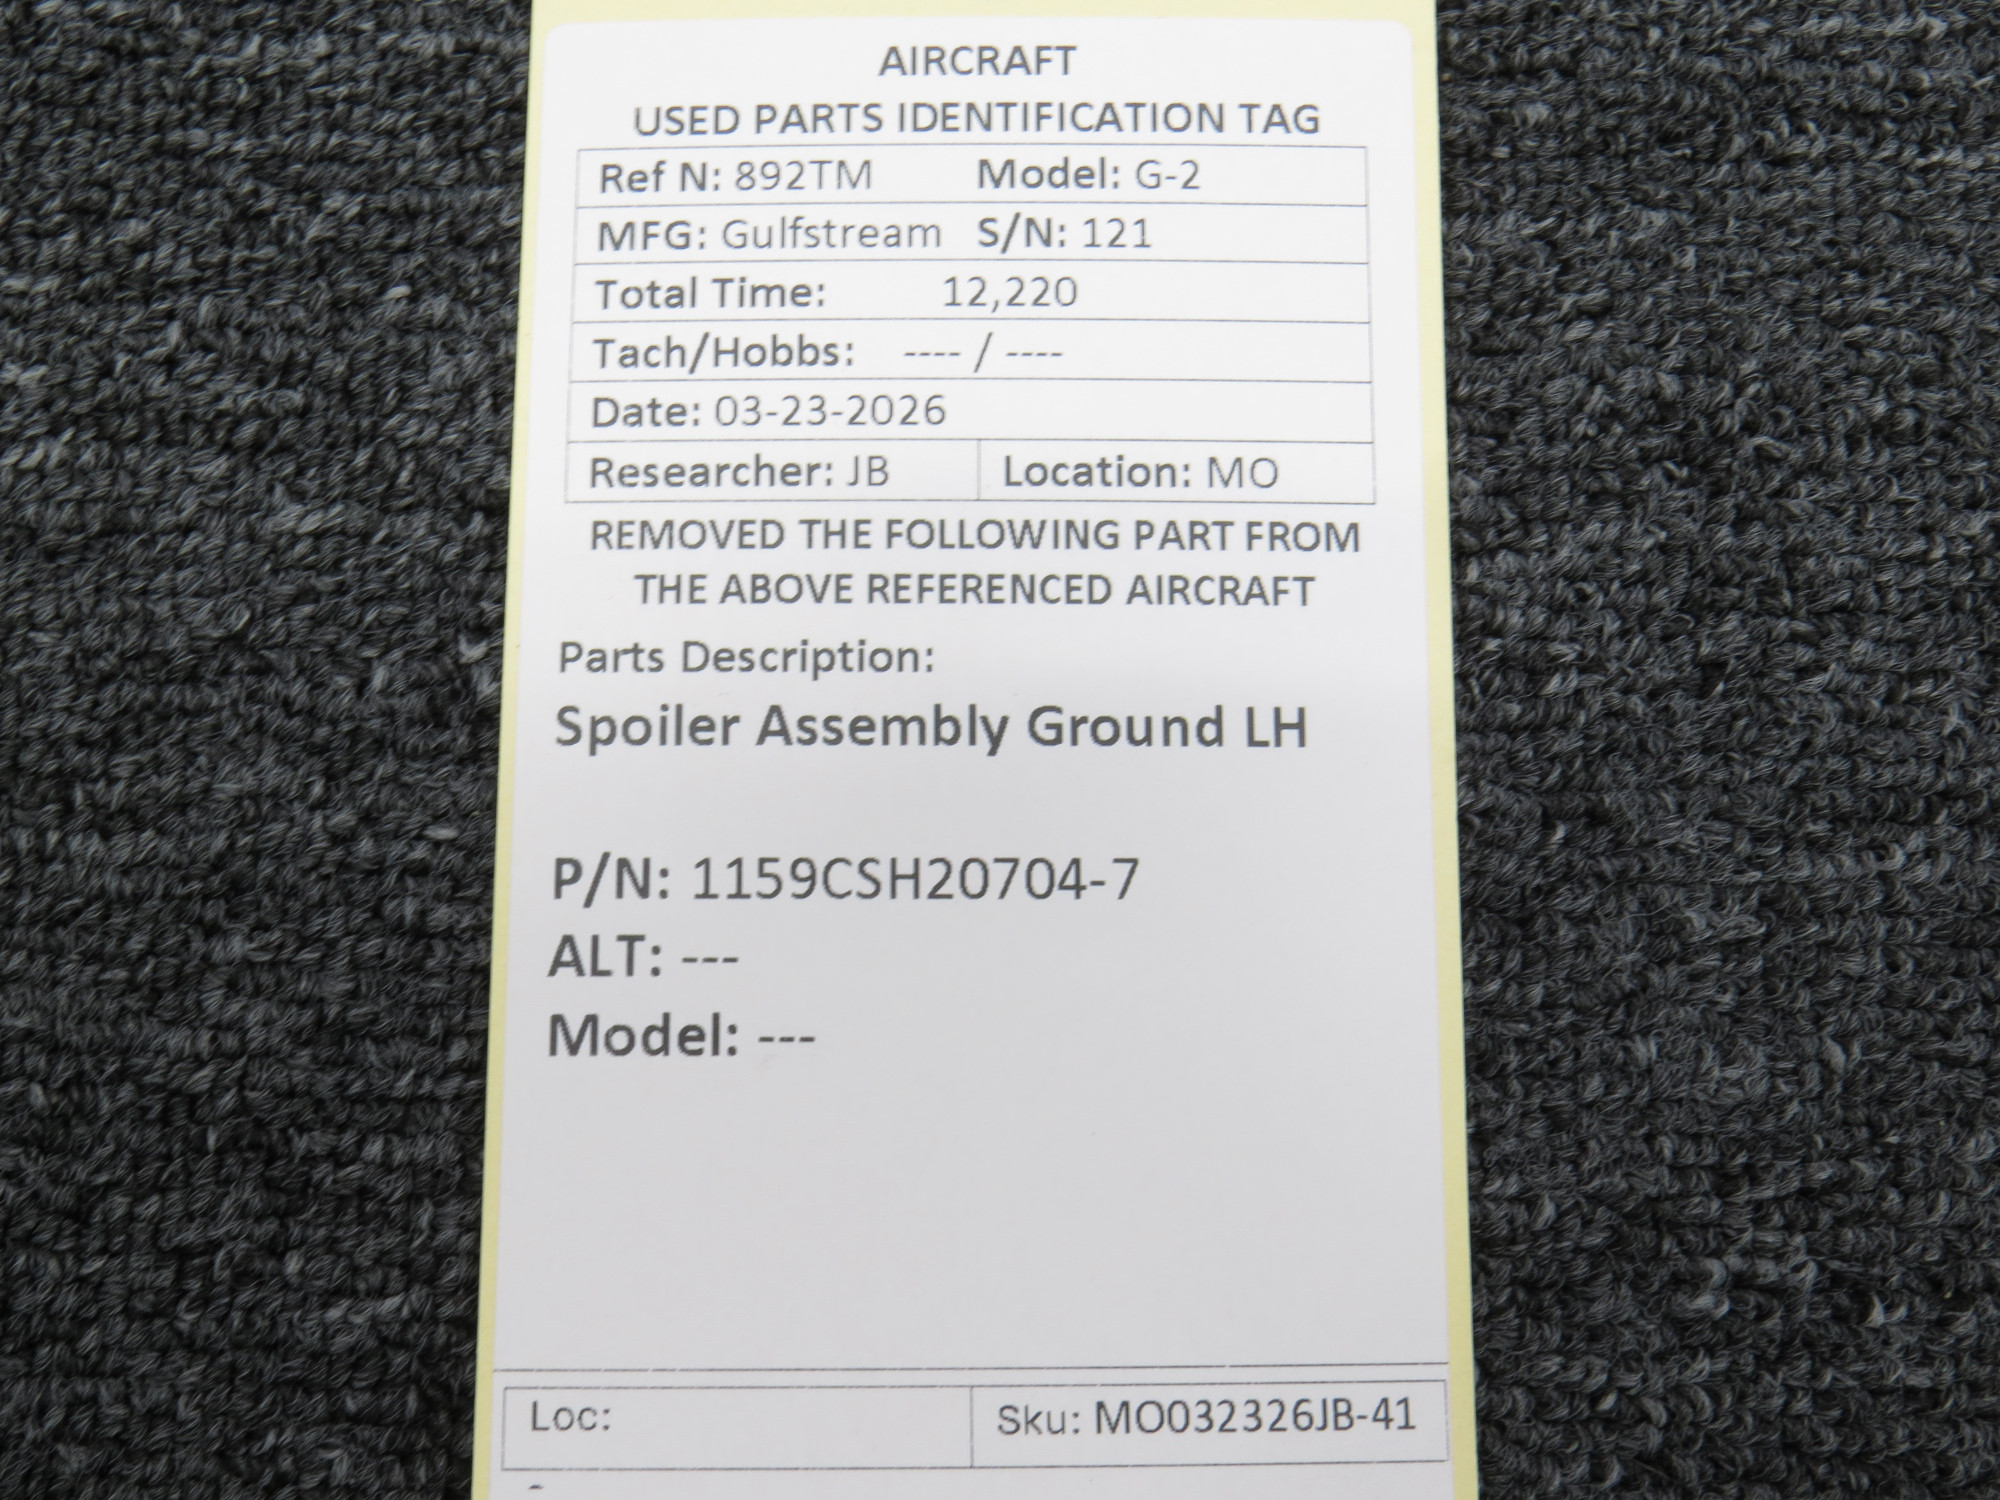 AIRCRAFT
USED PARTS IDENTIFICATION TAG
Ref N: 892TM Model: G-2
MFG: Gulfstream S/N: 121
Total Time: 12,220
Tach/Hobbs: ---- / ----
Date: 03-23-2026
Researcher: JB Location: MO
REMOVED THE FOLLOWING PART FROM
THE ABOVE REFERENCED AIRCRAFT
Parts Description:
Spoiler Assembly Ground LH
P/N: 1159CSH20704-7
ALT: ---
Model: ---
Loc: Sku: MO032326JB-41